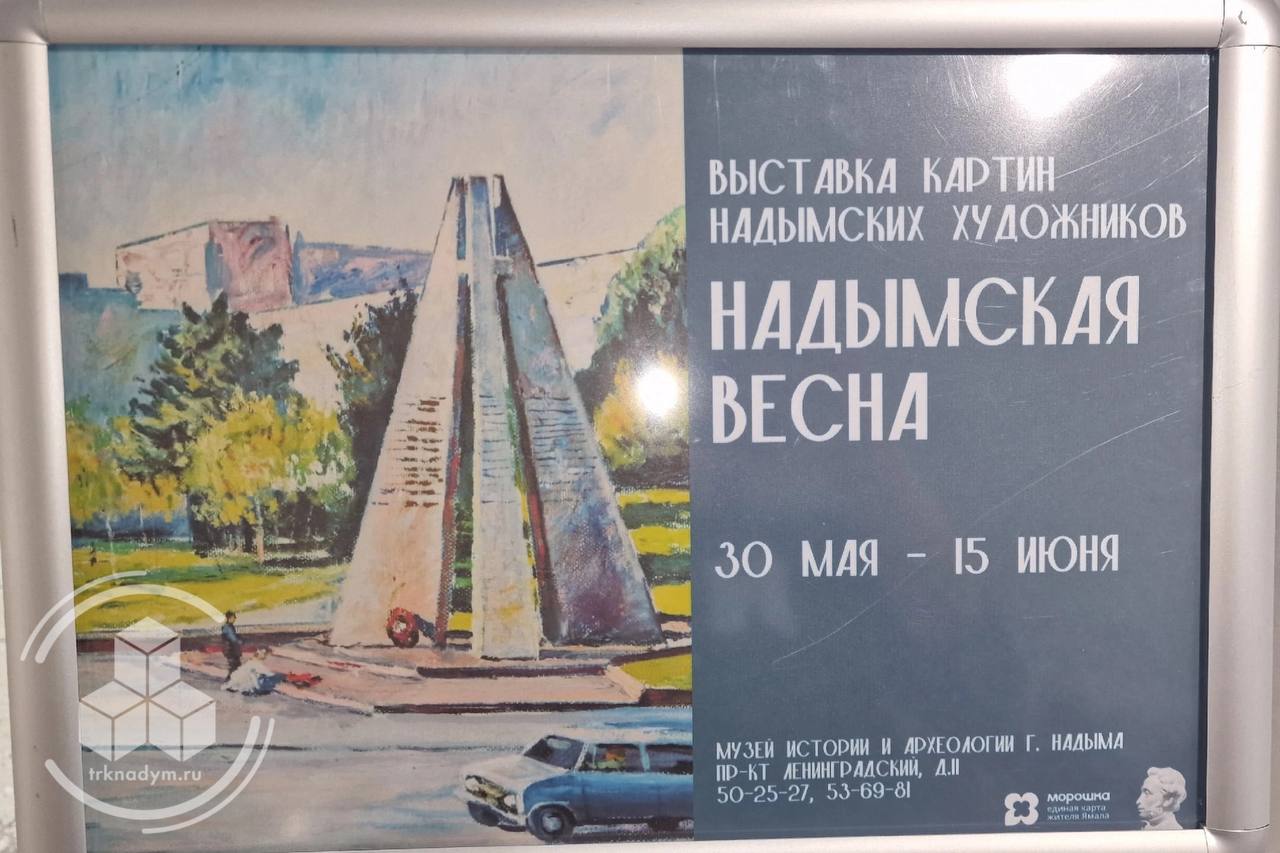 ВЫСТАВКА КАРТИН
НАДЫМСКИХ ХУДОЖНИКОВ
НАДЫМСКАЯ
ВЕСНА
30 МАЯ - 15 ИЮНЯ
МУЗЕЙ ИСТОРИИ И АРХЕОЛОГИИ Г. НАДЫМА
ПР-КТ ЛЕНИНГРАДСКИЙ, Д.11
50-25-27, 53-69-81
морошка
единая карта
жителя Ямала
trknadym.ru